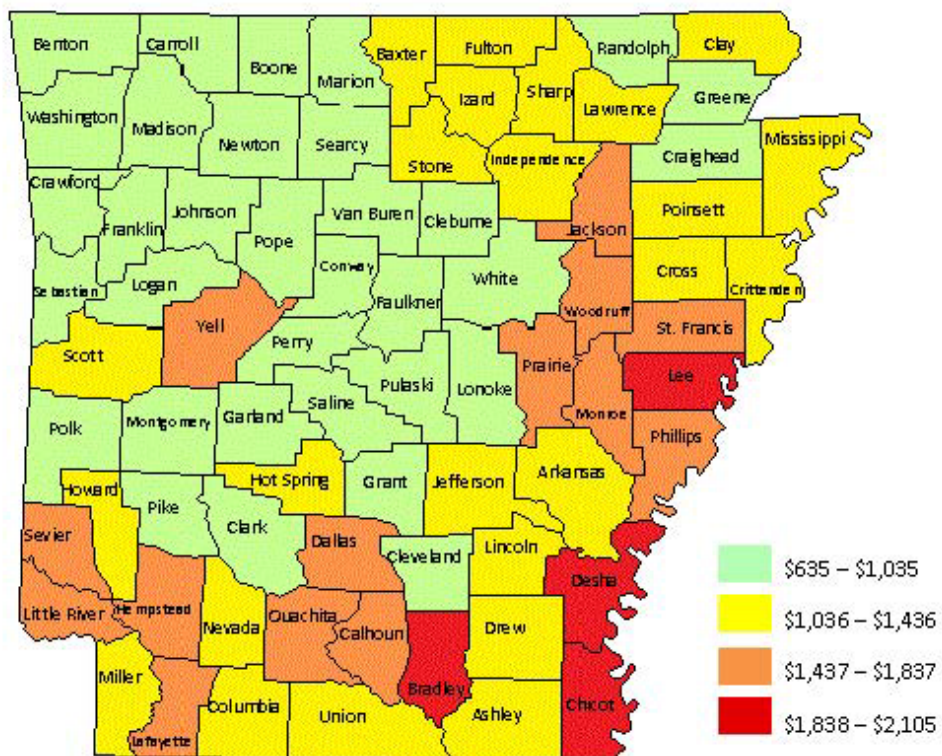 Benton
Carroll
Boone
Marion
Baxter
Fulton
Randolph
Clay
Washington
Madison
Newton
Searcy
Izard
Sharp
Lawrence
Greene
Stone
Independence
Craighead
Mississippi
Crawford
Franklin
Johnson
Pope
Van Buren
Cleburne
Jackson
Poinsett
Sebastian
Logan
Conway
Faulkner
White
Woodruff
Cross
Crittenden
Scott
Yell
Perry
Pulaski
Lonoke
Prairie
St. Francis
Lee
Polk
Montgomery
Garland
Saline
Monroe
Phillips
Howard
Pike
Clark
Hot Spring
Grant
Jefferson
Arkansas
Sevier
Dallas
Cleveland
Lincoln
Desha
Little River
Hempstead
Nevada
Ouachita
Calhoun
Bradley
Drew
Chicot
Miller
Lafayette
Columbia
Union
Ashley
$635 – $1,035
$1,036 – $1,436
$1,437 – $1,837
$1,838 – $2,105